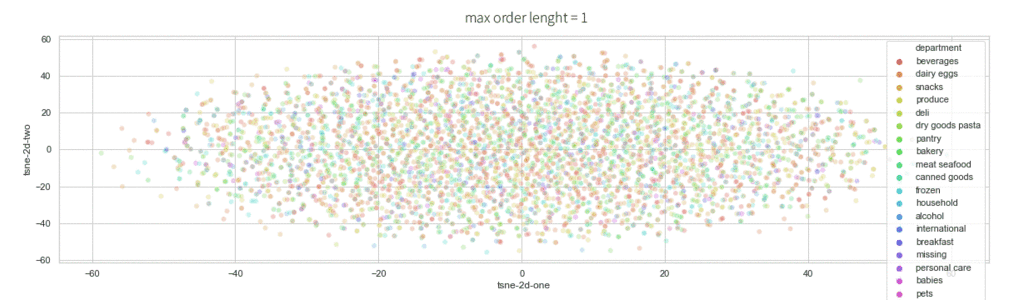 max order lenght = 1
60
40
20
0
−20
−40
−60
tsne-2d-two
−60
−40
−20
0
20
40
tsne-2d-one
department
beverages
dairy eggs
snacks
produce
deli
dry goods pasta
pantry
bakery
meat seafood
canned goods
frozen
household
alcohol
international
breakfast
missing
personal care
babies
pets